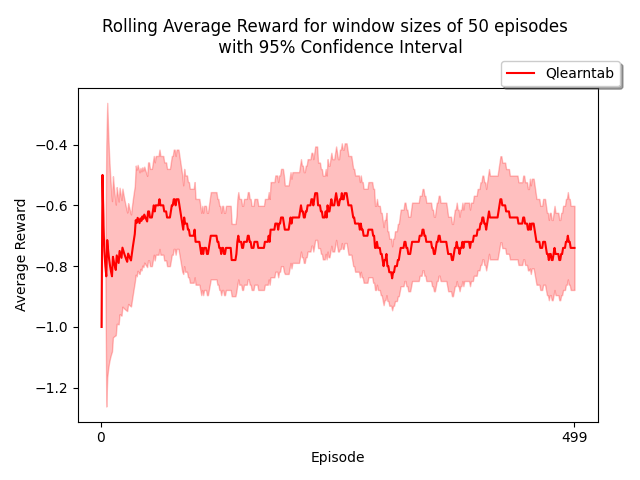 Rolling Average Reward for window sizes of 50 episodes
with 95% Confidence Interval
Qlearntab
Average Reward
−0.4
−0.6
−0.8
−1.0
−1.2
0
499
Episode